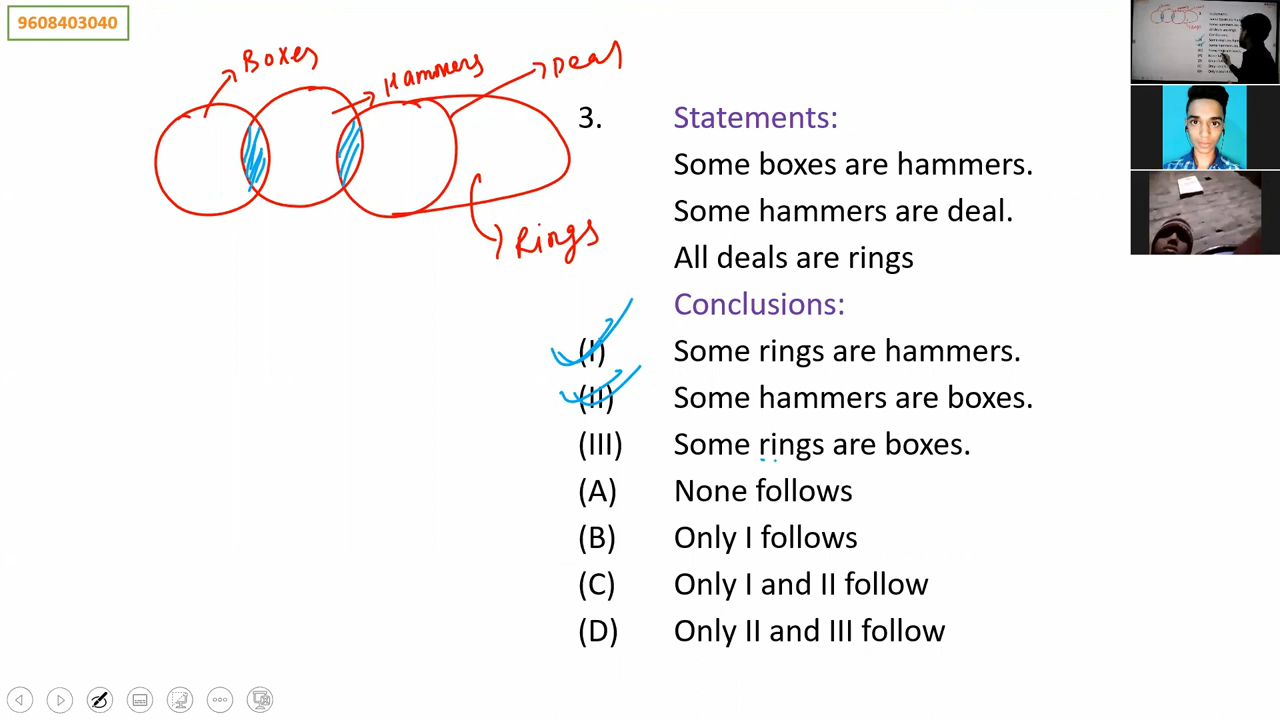 9608403040
Boxes
Hammers
Deal
Rings
3. Statements:
Some boxes are hammers.
Some hammers are deal.
All deals are rings
Conclusions:
(I) Some rings are hammers.
(II) Some hammers are boxes.
(III) Some rings are boxes.
(A) None follows
(B) Only I follows
(C) Only I and II follow
(D) Only II and III follow